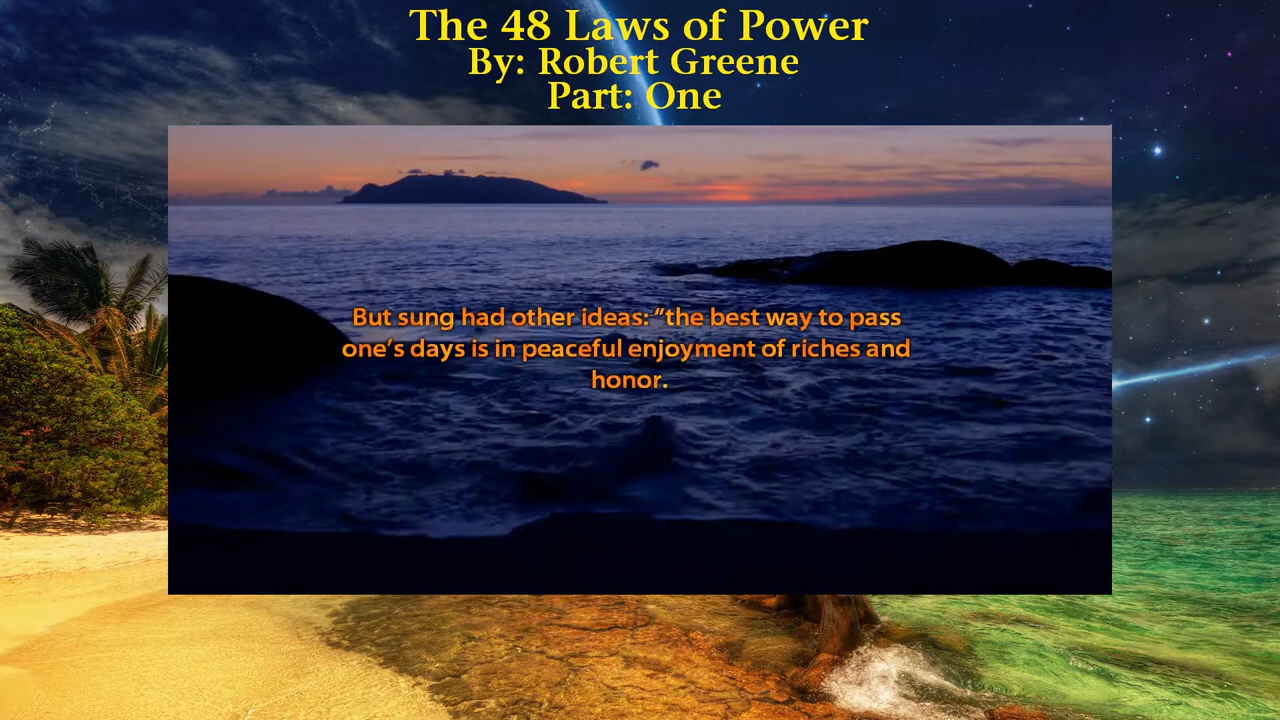 The 48 Laws of Power
By: Robert Greene
Part: One
But sung had other ideas: “the best way to pass
one’s days is in peaceful enjoyment of riches and
honor.